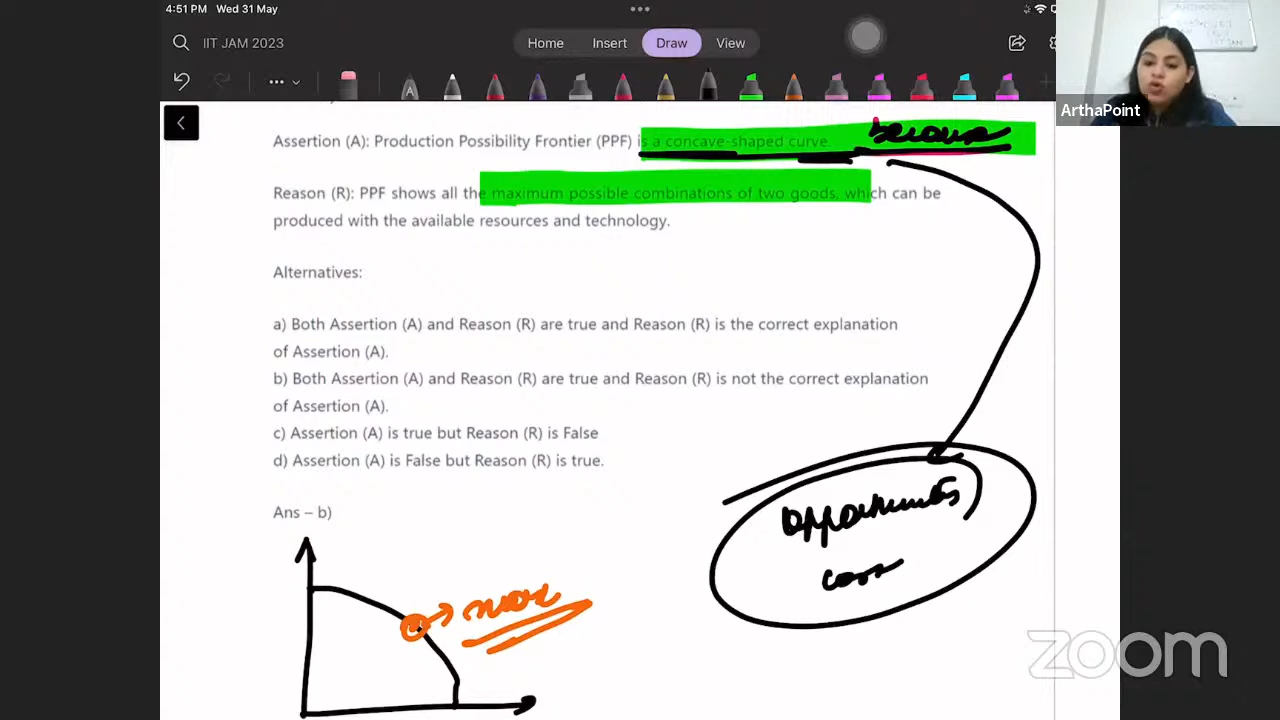 4:51 PM Wed 31 May
IIT JAM 2023
Home Insert Draw View
ArthaPoint
Assertion (A): Production Possibility Frontier (PPF) is a concave-shaped curve. because
Reason (R): PPF shows all the maximum possible combinations of two goods, which can be
produced with the available resources and technology.
Alternatives:
a) Both Assertion (A) and Reason (R) are true and Reason (R) is the correct explanation
of Assertion (A).
b) Both Assertion (A) and Reason (R) are true and Reason (R) is not the correct explanation
of Assertion (A).
c) Assertion (A) is true but Reason (R) is False
d) Assertion (A) is False but Reason (R) is true.
Ans – b)
opportunity
cost
max
zoom